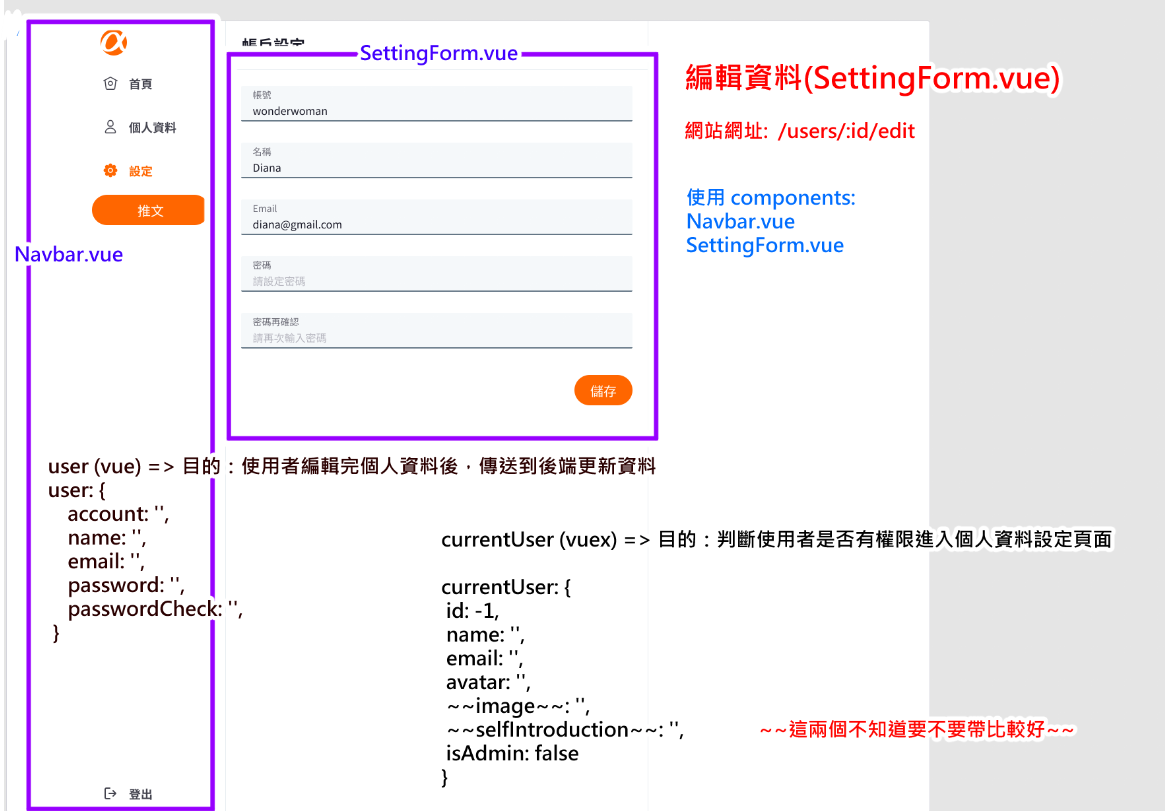 首頁
個人資料
設定
推文
Navbar.vue
登出
帳戶設定
SettingForm.vue
帳號
wonderwoman
名稱
Diana
Email
diana@gmail.com
密碼
請設定密碼
密碼再確認
請再次輸入密碼
儲存
編輯資料(SettingForm.vue)
網站網址: /users/:id/edit
使用 components:
Navbar.vue
SettingForm.vue
user (vue) => 目的：使用者編輯完個人資料後，傳送到後端更新資料
user: {
account: '',
name: '',
email: '',
password: '',
passwordCheck: '',
}
currentUser (vuex) => 目的：判斷使用者是否有權限進入個人資料設定頁面
currentUser: {
id: -1,
name: '',
email: '',
avatar: '',
~~image~~: '',
~~selfIntroduction~~: '', ~~這兩個不知道要不要帶比較好~~
isAdmin: false
}